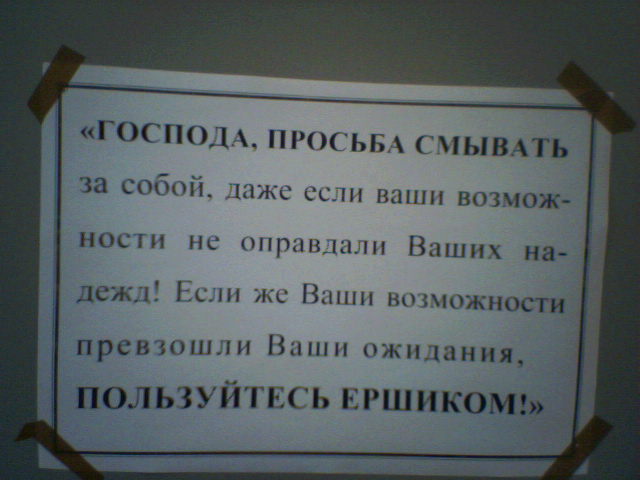 «ГОСПОДА, ПРОСЬБА СМЫВАТЬ
за собой, даже если ваши возмож-
ности не оправдали Ваших на-
дежд! Если же Ваши возможности
превзошли Ваши ожидания,
ПОЛЬЗУЙТЕСЬ ЕРШИКОМ!»